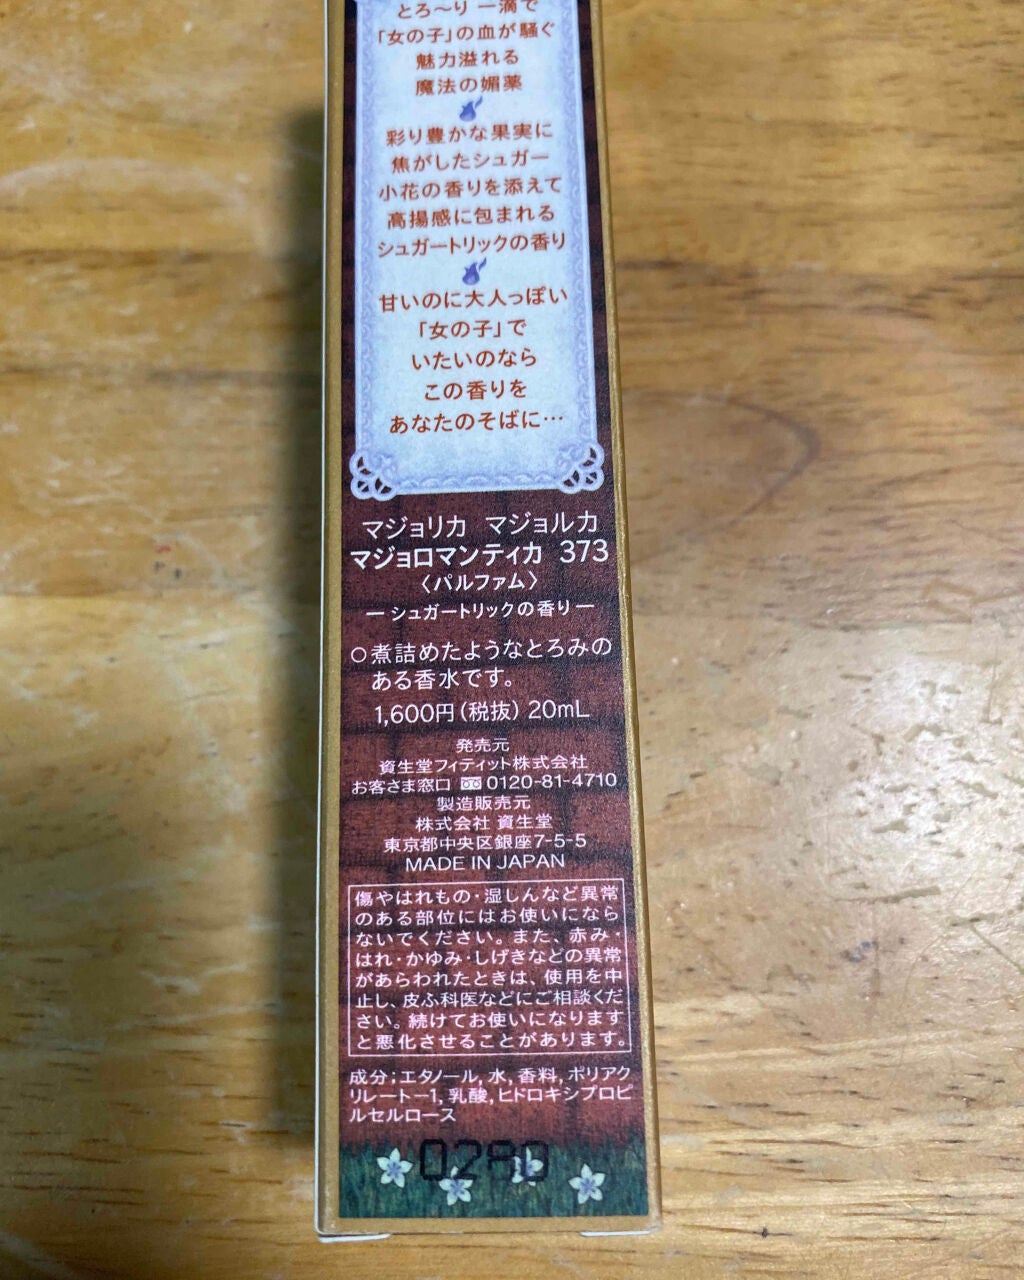 とろ〜り 一滴で
「女の子」の血が騒ぐ
魅力溢れる
魔法の媚薬
彩り豊かな果実に
焦がしたシュガー
小花の香りを添えて
高揚感に包まれる
シュガートリックの香り
甘いのに大人っぽい
「女の子」で
いたいのなら
この香りを
あなたのそばに…
マジョリカ マジョルカ
マジョロマンティカ 373
〈パルファム〉
ーシュガートリックの香りー
○煮詰めたようなとろみの
ある香水です。
1,600円(税抜) 20mL
発売元
資生堂フィティット株式会社
お客さま窓口 0120-81-4710
製造販売元
株式会社 資生堂
東京都中央区銀座7-5-5
MADE IN JAPAN
傷やはれもの・湿しんなど異常
のある部位にはお使いになら
ないでください。また、赤み・
はれ・かゆみ・しげきなどの異常
があらわれたときは、使用を中
止し、皮ふ科医などにご相談くだ
さい。続けてお使いになります
と悪化させることがあります。
成分;エタノール,水,香料,ポリアク
リレートー1,乳酸,ヒドロキシプロピ
ルセルロース